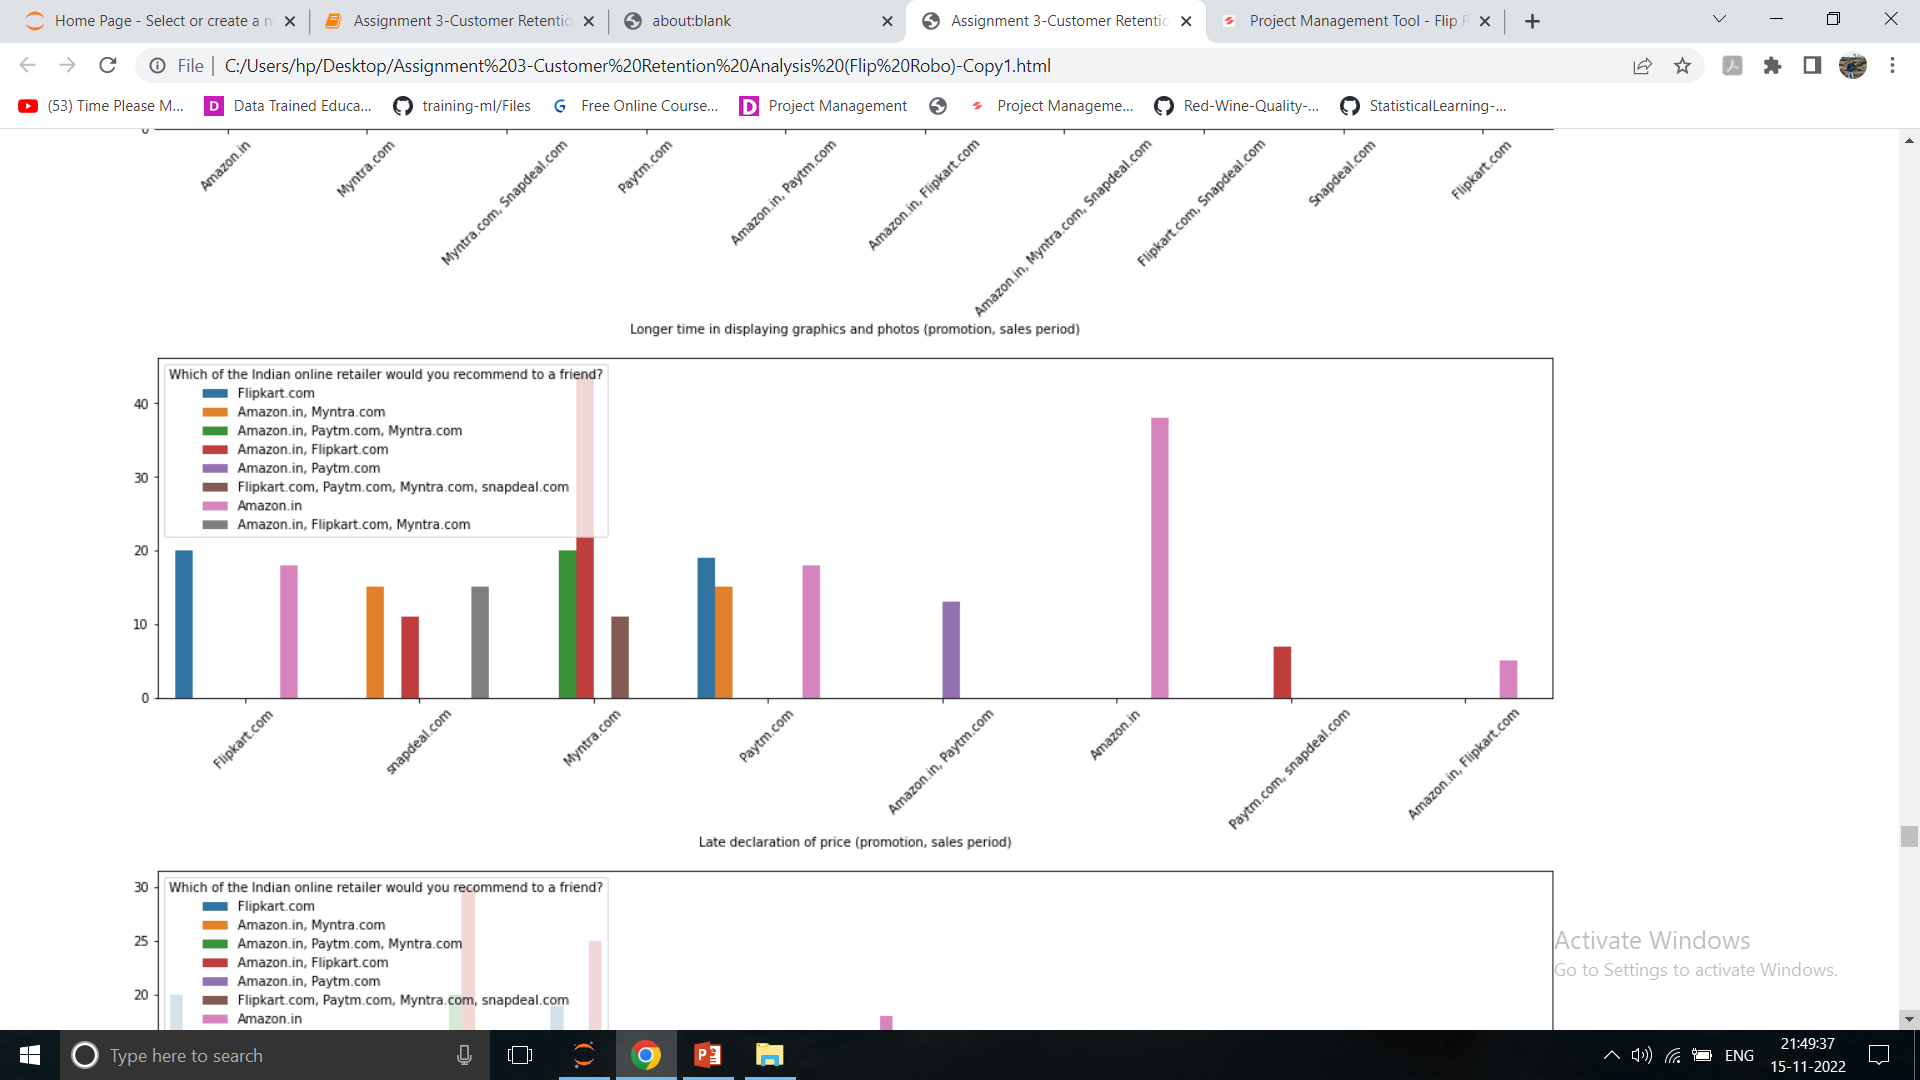 Home Page - Select or create a n
Assignment 3-Customer Retentio
about:blank
Assignment 3-Customer Retentio
Project Management Tool - Flip R
File
C:/Users/hp/Desktop/Assignment%203-Customer%20Retention%20Analysis%20(Flip%20Robo)-Copy1.html
(53) Time Please M...
Data Trained Educa...
training-ml/Files
Free Online Course...
Project Management
Project Manageme...
Red-Wine-Quality-...
StatisticalLearning-...
0
Amazon.in
Myntra.com
Myntra.com, Snapdeal.com
Paytm.com
Amazon.in, Paytm.com
Amazon.in, Flipkart.com
Amazon.in, Myntra.com, Snapdeal.com
Flipkart.com, Snapdeal.com
Snapdeal.com
Flipkart.com
Longer time in displaying graphics and photos (promotion, sales period)
Which of the Indian online retailer would you recommend to a friend?
Flipkart.com
Amazon.in, Myntra.com
Amazon.in, Paytm.com, Myntra.com
Amazon.in, Flipkart.com
Amazon.in, Paytm.com
Flipkart.com, Paytm.com, Myntra.com, snapdeal.com
Amazon.in
Amazon.in, Flipkart.com, Myntra.com
40
30
20
10
0
Flipkart.com
snapdeal.com
Myntra.com
Paytm.com
Amazon.in, Paytm.com
Amazon.in
Paytm.com, snapdeal.com
Amazon.in, Flipkart.com
Late declaration of price (promotion, sales period)
Which of the Indian online retailer would you recommend to a friend?
Flipkart.com
Amazon.in, Myntra.com
Amazon.in, Paytm.com, Myntra.com
Amazon.in, Flipkart.com
Amazon.in, Paytm.com
Flipkart.com, Paytm.com, Myntra.com, snapdeal.com
Amazon.in
30
25
20
Activate Windows
Go to Settings to activate Windows.
Type here to search
ENG
21:49:37
15-11-2022